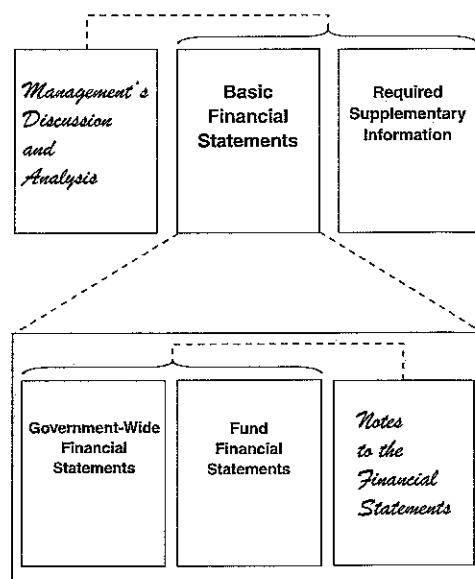 Management's
Discussion
and
Analysis
Basic
Financial
Statements
Required
Supplementary
Information
Government-Wide
Financial
Statements
Fund
Financial
Statements
Notes
to the
Financial
Statements